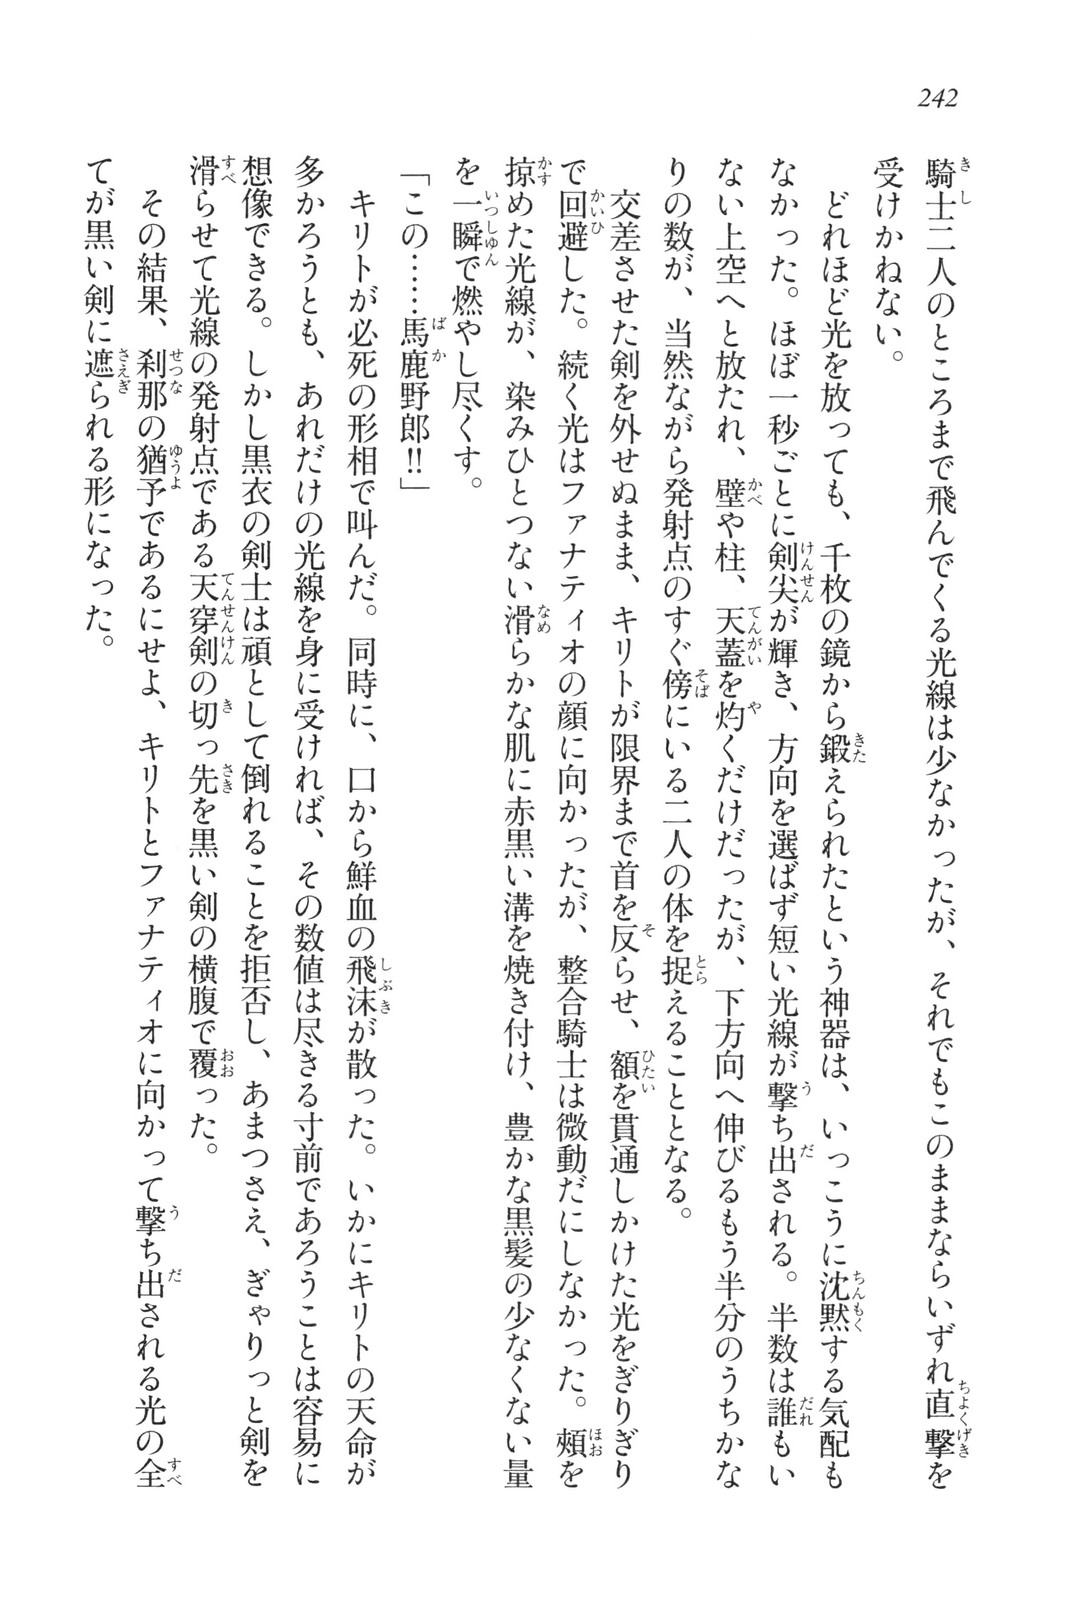 242
騎士二人のところまで飛んでくる光線は少なかったが、それでもこのままならいずれ直撃を
受けかねない。
　どれほど光を放っても、千枚の鏡から鍛えられたという神器は、いっこうに沈黙する気配も
なかった。ほぼ一秒ごとに剣尖が輝き、方向を選ばず短い光線が撃ち出される。半数は誰もい
ない上空へと放たれ、壁や柱、天蓋を灼くだけだったが、下方向へ伸びるもう半分のうちかな
りの数が、当然ながら発射点のすぐ傍にいる二人の体を捉えることとなる。
　交差させた剣を外せぬまま、キリトが限界まで首を反らせ、額を貫通しかけた光をぎりぎり
で回避した。続く光はファナティオの顔に向かったが、整合騎士は微動だにしなかった。頬を
掠めた光線が、染みひとつない滑らかな肌に赤黒い溝を焼き付け、豊かな黒髪の少なくない量
を一瞬で燃やし尽くす。
「この……馬鹿野郎!!」
　キリトが必死の形相で叫んだ。同時に、口から鮮血の飛沫が散った。いかにキリトの天命が
多かろうとも、あれだけの光線を身に受ければ、その数値は尽きる寸前であろうことは容易に
想像できる。しかし黒衣の剣士は頑として倒れることを拒否し、あまつさえ、ぎゃりっと剣を
滑らせて光線の発射点である天穿剣の切っ先を黒い剣の横腹で覆った。
　その結果、刹那の猶予であるにせよ、キリトとファナティオに向かって撃ち出される光の全
てが黒い剣に遮られる形になった。